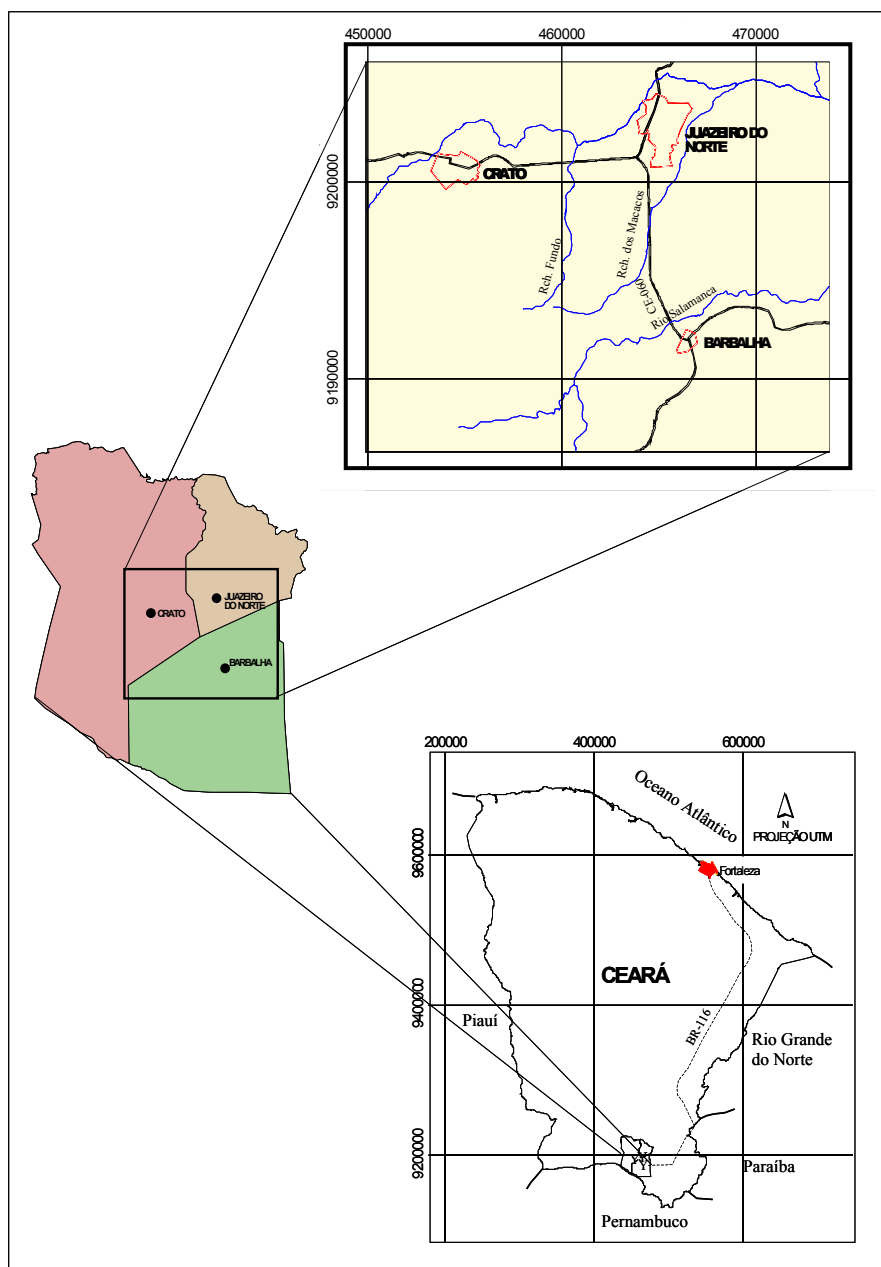 450000
460000
470000
JUAZEIRO DO
NORTE
CRATO
9200000
Rch. Fundo
Rch. dos Macacos
CE-060
Rio Salamanca
BARBALHA
9190000
JUAZEIRO
DO NORTE
CRATO
BARBALHA
200000
400000
600000
Oceano Atlântico
N
PROJEÇÃO UTM
9600000
Fortaleza
CEARÁ
9400000
Piauí
BR-116
Rio Grande
do Norte
9200000
Paraíba
Pernambuco